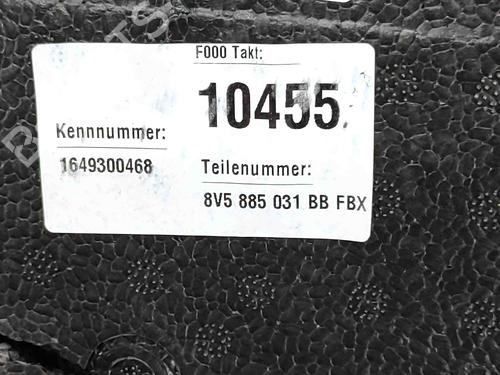 F000 Takt:
10455
Kennnummer:
1649300468
Teilenummer:
8V5 885 031 BB FBX